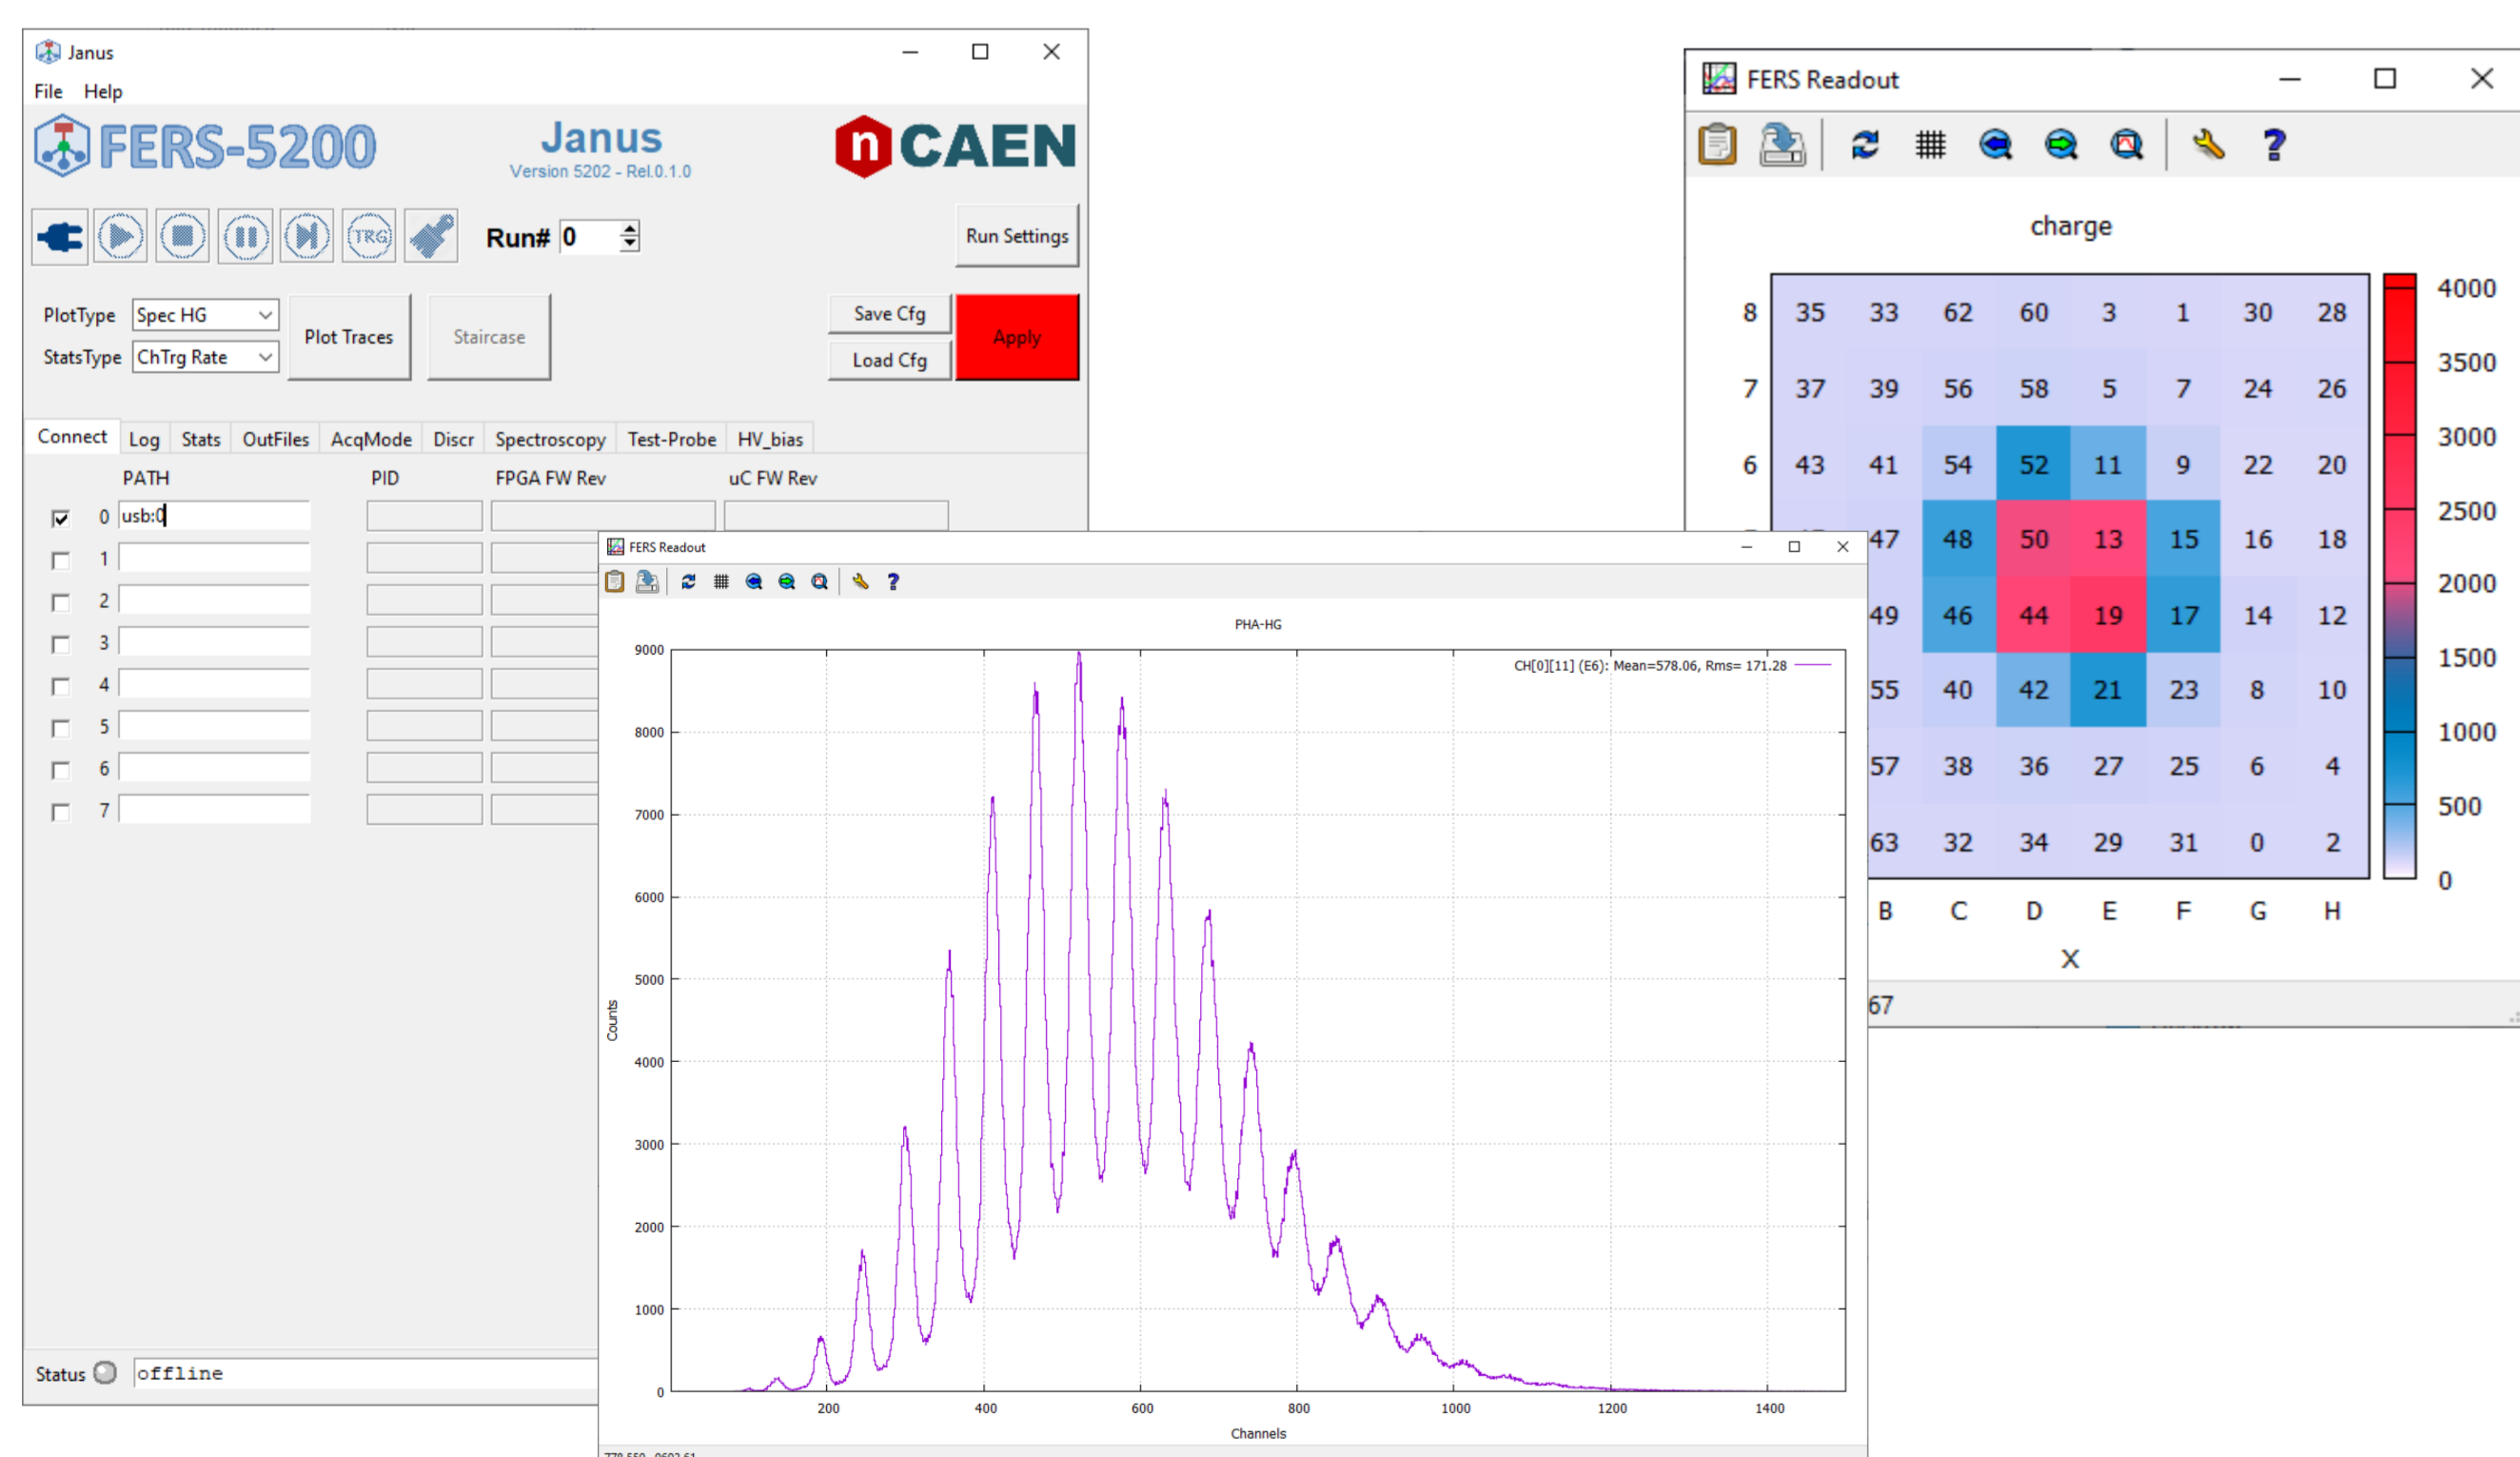 Janus
File Help
FERS-5200
Janus
Version 5202 - Rel.0.1.0
n CAEN
TRG
Run# 0
Run Settings
PlotType Spec HG
StatsType ChTrg Rate
Plot Traces
Staircase
Save Cfg
Load Cfg
Apply
Connect Log Stats OutFiles AcqMode Discr Spectroscopy Test-Probe HV_bias
PATH PID FPGA FW Rev uC FW Rev
0 usb:0
1
2
3
4
5
6
7
Status offline
FERS Readout
PHA-HG
CH[0][11] (E6): Mean=578.06, Rms= 171.28
9000
8000
7000
6000
5000
4000
3000
2000
1000
0
Counts
200 400 600 800 1000 1200 1400
Channels
FERS Readout
charge
8 35 33 62 60 3 1 30 28
7 37 39 56 58 5 7 24 26
6 43 41 54 52 11 9 22 20
47 48 50 13 15 16 18
49 46 44 19 17 14 12
55 40 42 21 23 8 10
57 38 36 27 25 6 4
63 32 34 29 31 0 2
B C D E F G H
X
4000
3500
3000
2500
2000
1500
1000
500
0
67